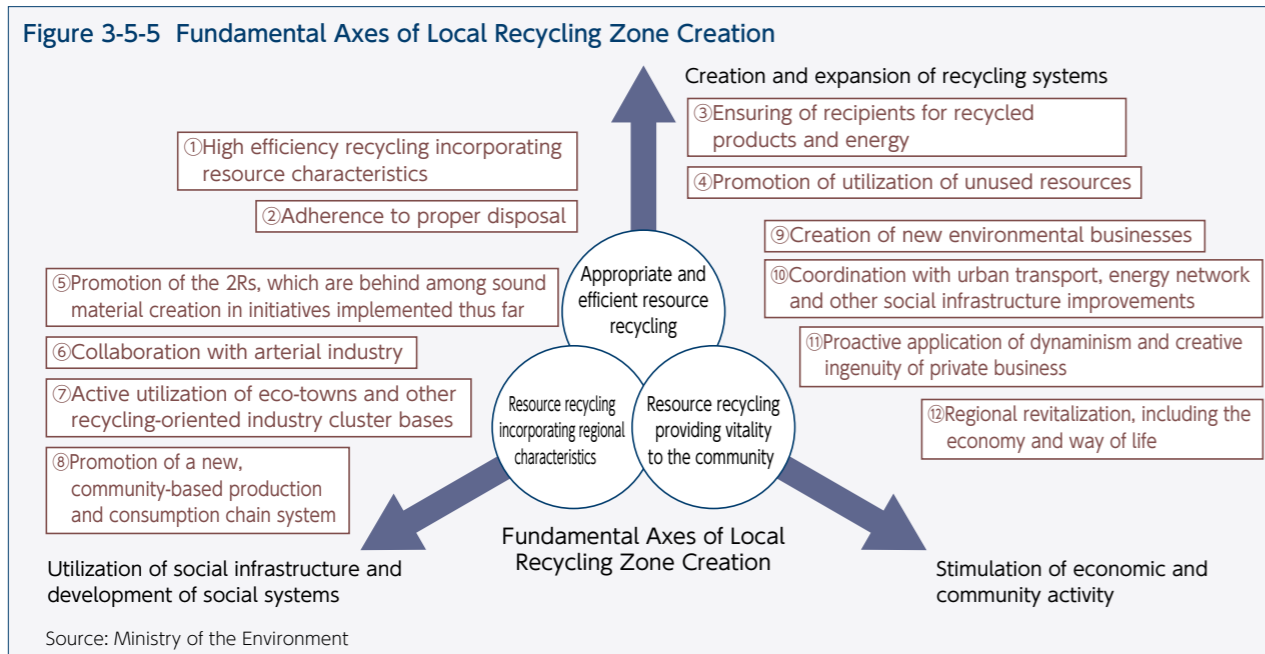 Figure 3-5-5 Fundamental Axes of Local Recycling Zone Creation
Creation and expansion of recycling systems
①High efficiency recycling incorporating
resource characteristics
②Adherence to proper disposal
③Ensuring of recipients for recycled
products and energy
④Promotion of utilization of unused resources
⑤Promotion of the 2Rs, which are behind among sound
material creation in initiatives implemented thus far
⑥Collaboration with arterial industry
⑦Active utilization of eco-towns and other
recycling-oriented industry cluster bases
⑧Promotion of a new,
community-based production
and consumption chain system
⑨Creation of new environmental businesses
⑩Coordination with urban transport, energy network
and other social infrastructure improvements
⑪Proactive application of dynamism and creative
ingenuity of private business
⑫Regional revitalization, including the
economy and way of life
Appropriate and
efficient resource
recycling
Resource recycling
incorporating regional
characteristics
Resource recycling
providing vitality
to the community
Fundamental Axes of Local
Recycling Zone Creation
Utilization of social infrastructure and
development of social systems
Stimulation of economic and
community activity
Source: Ministry of the Environment